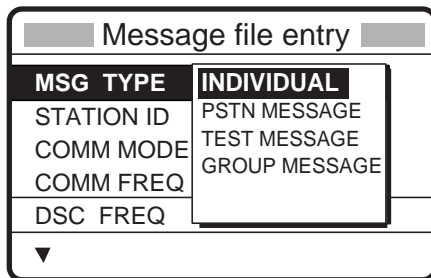 Message file entry
MSG TYPE
INDIVIDUAL
STATION ID
PSTN MESSAGE
COMM MODE
TEST MESSAGE
COMM FREQ
GROUP MESSAGE
DSC FREQ
▼